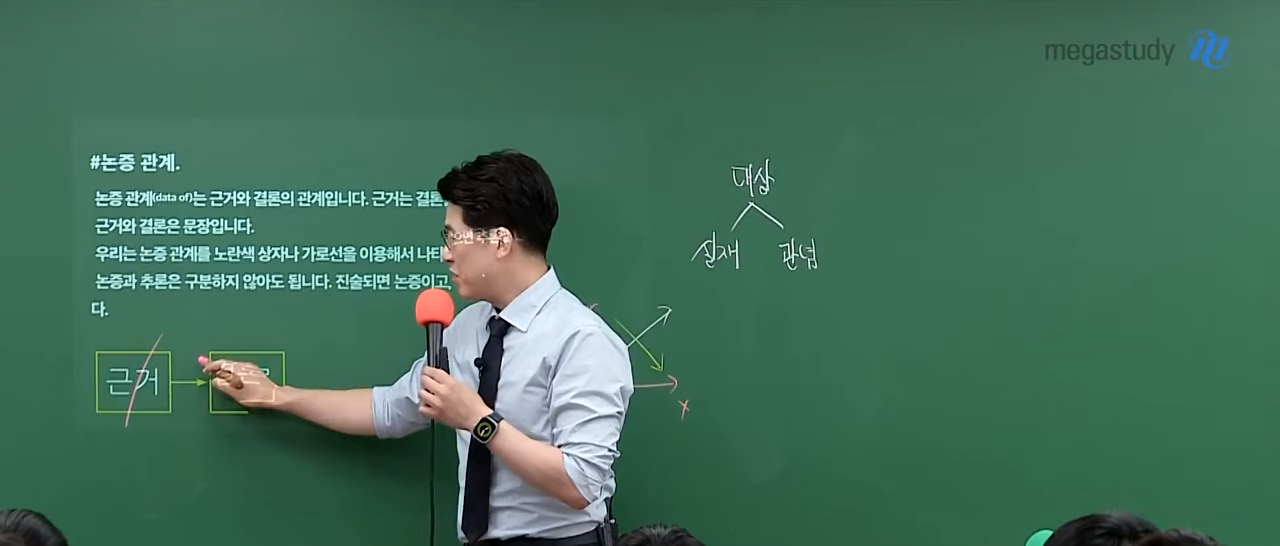 megastudy
#논증 관계.
논증 관계(data of)는 근거와 결론의 관계입니다. 근거는 결론
근거와 결론은 문장입니다.
우리는 논증 관계를 노란색 상자나 가로선을 이용해서 나타
논증과 추론은 구분하지 않아도 됩니다. 진술되면 논증이고,
다.
근거
대상
실재 관념
x